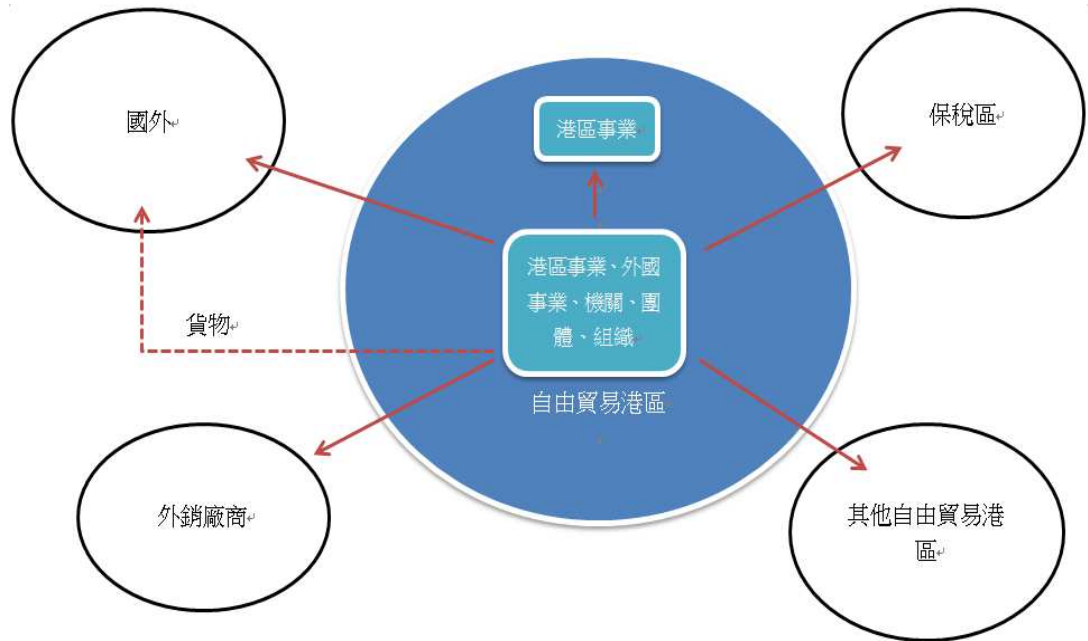 國外
港區事業
保稅區
港區事業、外國
事業、機關、團
體、組織
貨物
自由貿易港區
外銷廠商
其他自由貿易港
區